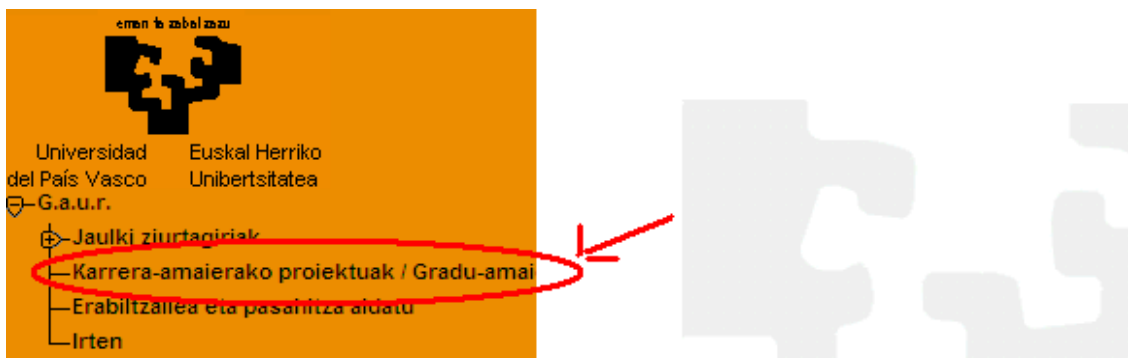 eman ta zabal zazu
Universidad Euskal Herriko
del País Vasco Unibertsitatea
G.a.u.r.
Jaulki ziurtagiriak
Karrera-amaierako proiektuak / Gradu-amai
Erabiltzailea eta pasahitza aldatu
Irten